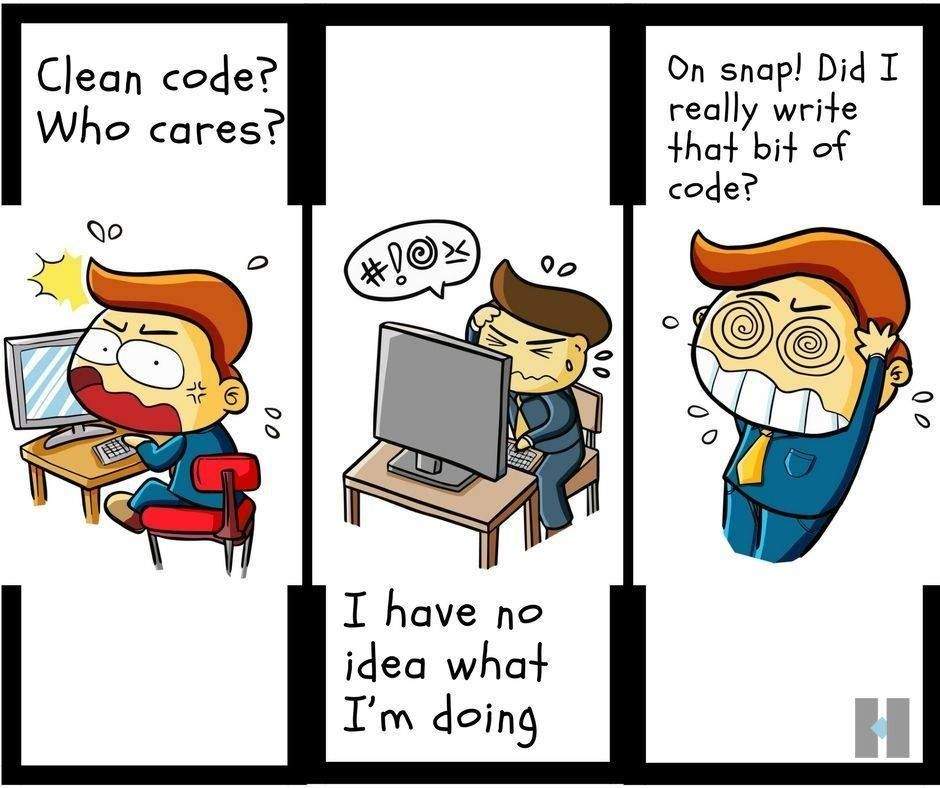 Clean code?
Who cares?
#!@
I have no
idea what
I'm doing
On snap! Did I
really write
that bit of
code?